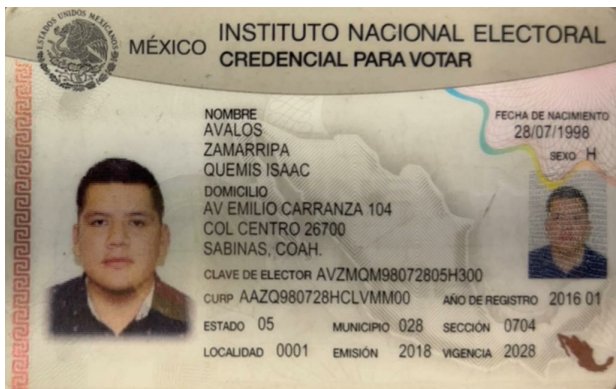 ESTADOS UNIDOS MEXICANOS
MÉXICO
INSTITUTO NACIONAL ELECTORAL
CREDENCIAL PARA VOTAR
NOMBRE
AVALOS
ZAMARRIPA
QUEMIS ISAAC
FECHA DE NACIMIENTO
28/07/1998
SEXO H
DOMICILIO
AV EMILIO CARRANZA 104
COL CENTRO 26700
SABINAS, COAH.
CLAVE DE ELECTOR AVZMQM98072805H300
CURP AAZQ980728HCLVMM00 AÑO DE REGISTRO 2016 01
ESTADO 05 MUNICIPIO 028 SECCIÓN 0704
LOCALIDAD 0001 EMISIÓN 2018 VIGENCIA 2028